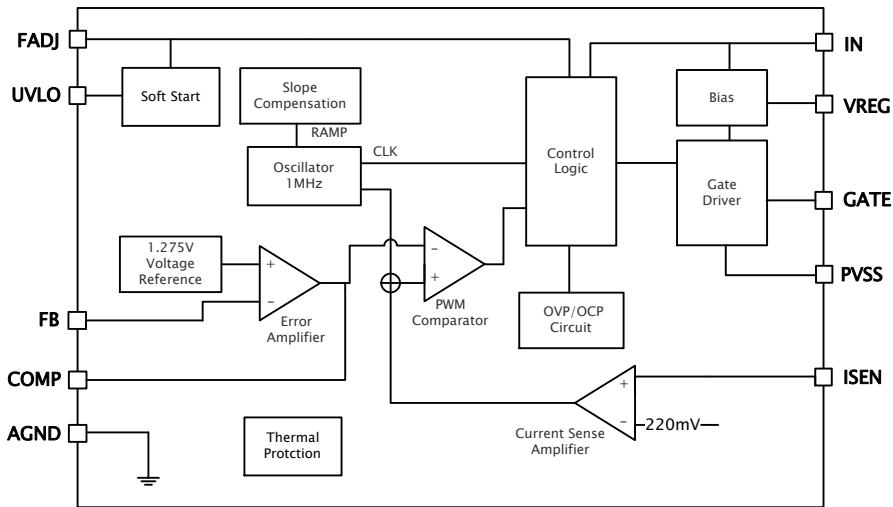 FADJ
IN
UVLO
Soft Start
Slope
Compensation
Bias
VREG
RAMP
CLK
Oscillator
1MHz
Control
Logic
Gate
Driver
GATE
1.275V
Voltage
Reference
+
-
-
+
PVSS
FB
Error
Amplifier
PWM
Comparator
OVP/OCP
Circuit
COMP
+
ISEN
-
220mV
AGND
Thermal
Protction
Current Sense
Amplifier